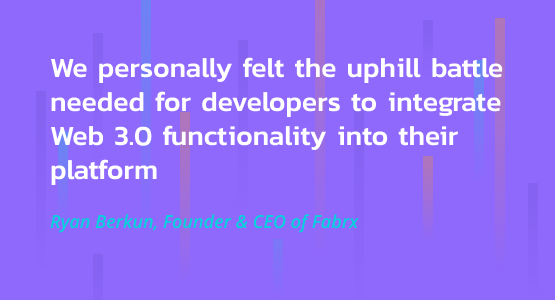 We personally felt the uphill battle
needed for developers to integrate
Web 3.0 functionality into their
platform
Ryan Berkun, Founder & CEO of Fabrx